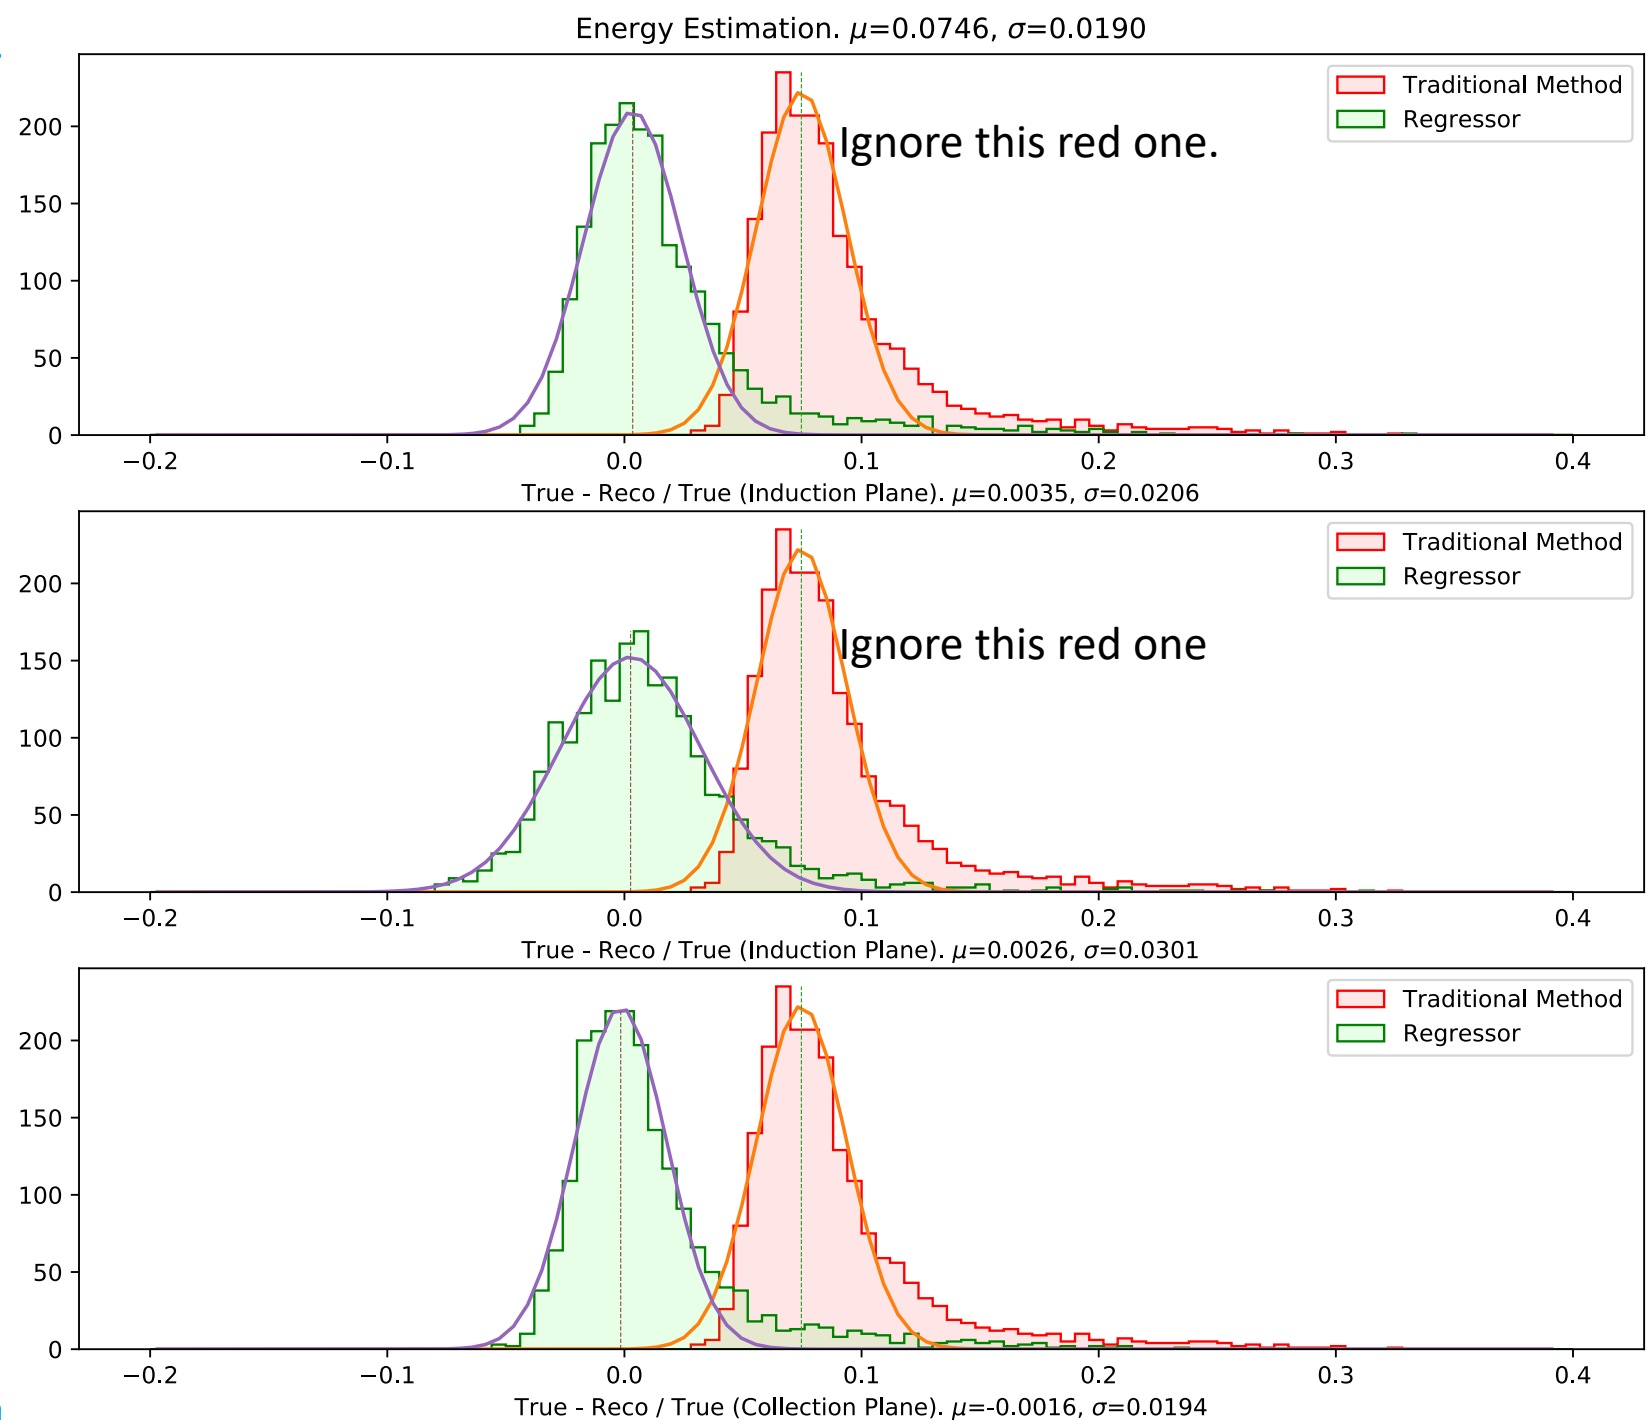 Energy Estimation. μ=0.0746, σ=0.0190
Traditional Method
Regressor
Ignore this red one.
200
150
100
50
0
−0.2 −0.1 0.0 0.1 0.2 0.3 0.4
True - Reco / True (Induction Plane). μ=0.0035, σ=0.0206
Traditional Method
Regressor
Ignore this red one
200
150
100
50
0
−0.2 −0.1 0.0 0.1 0.2 0.3 0.4
True - Reco / True (Induction Plane). μ=0.0026, σ=0.0301
Traditional Method
Regressor
200
150
100
50
0
−0.2 −0.1 0.0 0.1 0.2 0.3 0.4
True - Reco / True (Collection Plane). μ=-0.0016, σ=0.0194